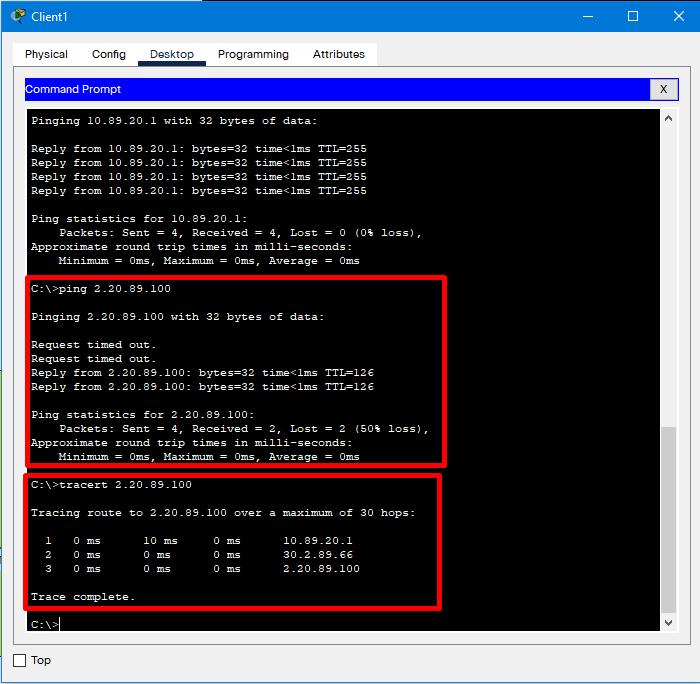 Client1
Physical Config Desktop Programming Attributes
Command Prompt X
Pinging 10.89.20.1 with 32 bytes of data:
Reply from 10.89.20.1: bytes=32 time<1ms TTL=255
Reply from 10.89.20.1: bytes=32 time<1ms TTL=255
Reply from 10.89.20.1: bytes=32 time<1ms TTL=255
Reply from 10.89.20.1: bytes=32 time<1ms TTL=255
Ping statistics for 10.89.20.1:
Packets: Sent = 4, Received = 4, Lost = 0 (0% loss),
Approximate round trip times in milli-seconds:
Minimum = 0ms, Maximum = 0ms, Average = 0ms
C:\>ping 2.20.89.100
Pinging 2.20.89.100 with 32 bytes of data:
Request timed out.
Request timed out.
Reply from 2.20.89.100: bytes=32 time<1ms TTL=126
Reply from 2.20.89.100: bytes=32 time<1ms TTL=126
Ping statistics for 2.20.89.100:
Packets: Sent = 4, Received = 2, Lost = 2 (50% loss),
Approximate round trip times in milli-seconds:
Minimum = 0ms, Maximum = 0ms, Average = 0ms
C:\>tracert 2.20.89.100
Tracing route to 2.20.89.100 over a maximum of 30 hops:
1 0 ms 10 ms 0 ms 10.89.20.1
2 0 ms 0 ms 0 ms 30.2.89.66
3 0 ms 0 ms 0 ms 2.20.89.100
Trace complete.
C:\>
Top